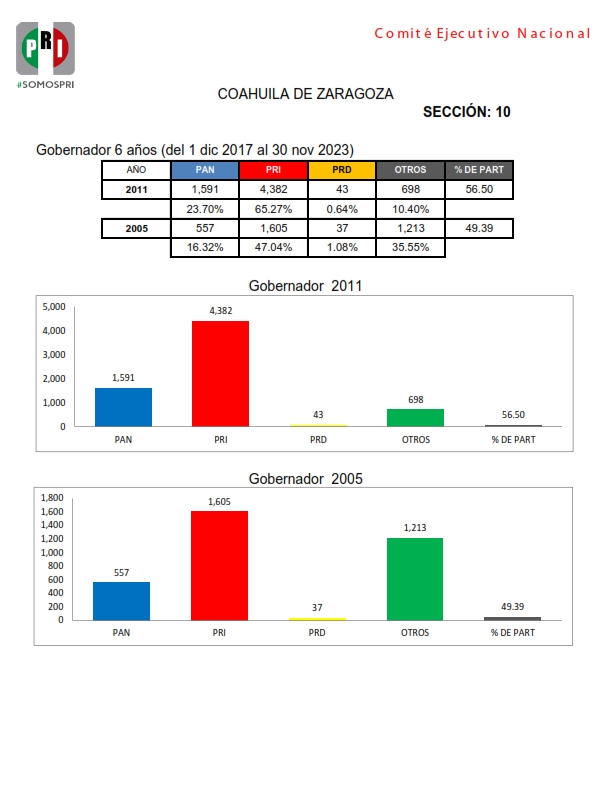 PRI
#SOMOSPRI
Comité Ejecutivo Nacional
COAHUILA DE ZARAGOZA
SECCIÓN: 10
Gobernador 6 años (del 1 dic 2017 al 30 nov 2023)
AÑO PAN PRI PRD OTROS % DE PART
2011 1,591 4,382 43 698 56.50
23.70% 65.27% 0.64% 10.40%
2005 557 1,605 37 1,213 49.39
16.32% 47.04% 1.08% 35.55%
Gobernador 2011
5,000
4,000
3,000
2,000
1,000
0
1,591 4,382 43 698 56.50
PAN PRI PRD OTROS % DE PART
Gobernador 2005
1,800
1,600
1,400
1,200
1,000
800
600
400
200
0
557 1,605 37 1,213 49.39
PAN PRI PRD OTROS % DE PART